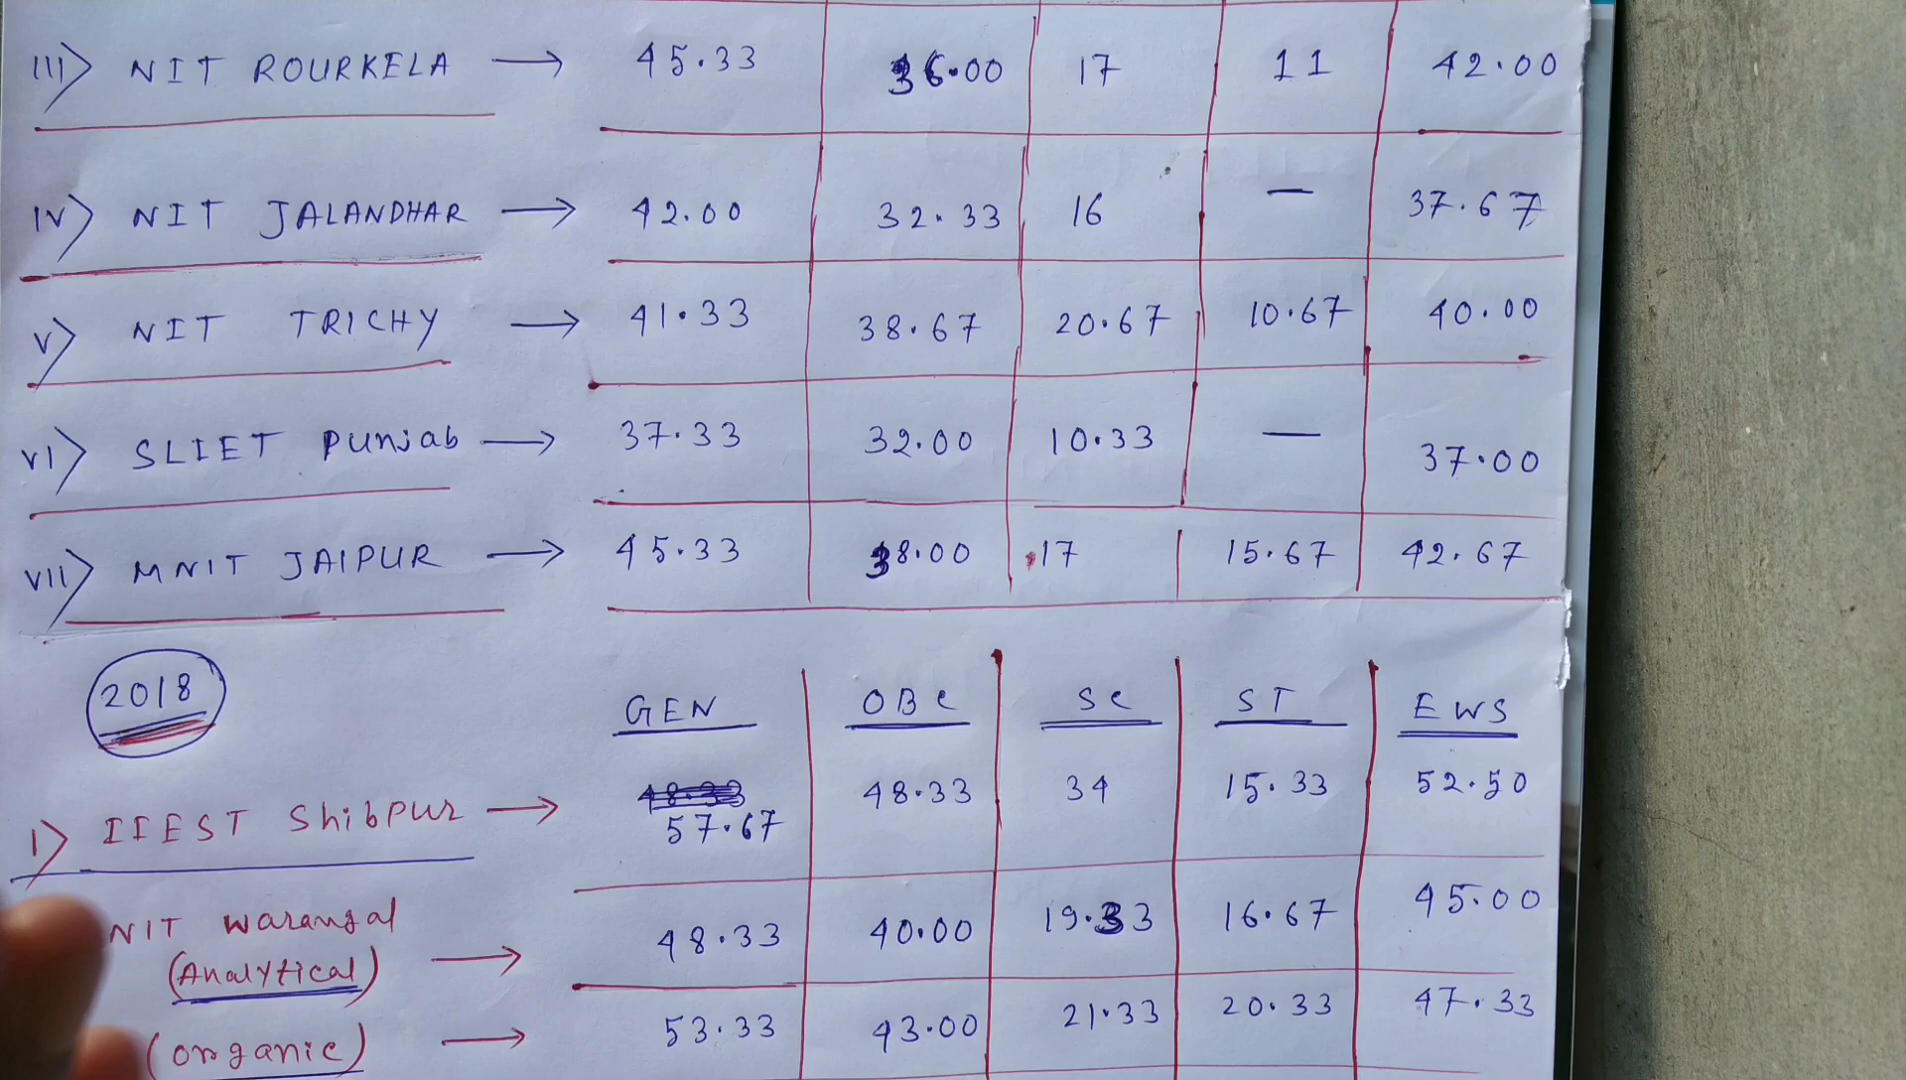 III) NIT ROURKELA → 45.33 36.00 17 11 42.00
IV) NIT JALANDHAR → 42.00 32.33 16 — 37.67
V) NIT TRICHY → 41.33 38.67 20.67 10.67 40.00
VI) SLIET Punjab → 37.33 32.00 10.33 — 37.00
VII) MNIT JAIPUR → 45.33 38.00 17 15.67 42.67
2018 GEN OBC SC ST EWS
I) IIEST Shibpur → 48.33 57.67 48.33 34 15.33 52.50
NIT Warangal
(Analytical) → 48.33 40.00 19.33 16.67 45.00
(organic) → 53.33 43.00 21.33 20.33 47.33